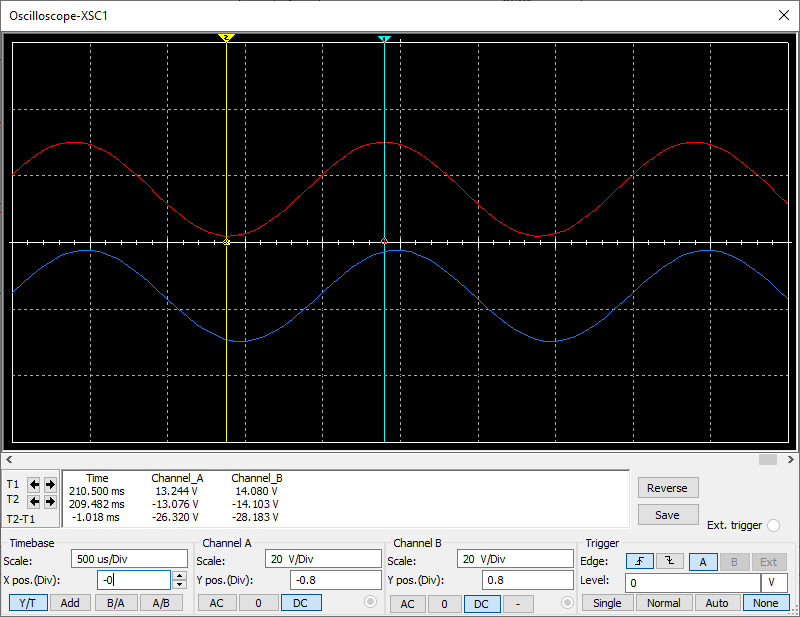 Oscilloscope-XSC1
2 1
T1
T2
T2-T1
Time Channel_A Channel_B
210.500 ms 13.244 V 14.080 V
209.482 ms -13.076 V -14.103 V
-1.018 ms -26.320 V -28.183 V
Reverse
Save
Ext. trigger
Timebase
Scale: 500 us/Div
X pos.(Div): -0
Y/T Add B/A A/B
Channel A
Scale: 20 V/Div
Y pos.(Div): -0.8
AC 0 DC
Channel B
Scale: 20 V/Div
Y pos.(Div): 0.8
AC 0 DC -
Trigger
Edge: A B Ext
Level: 0 V
Single Normal Auto None